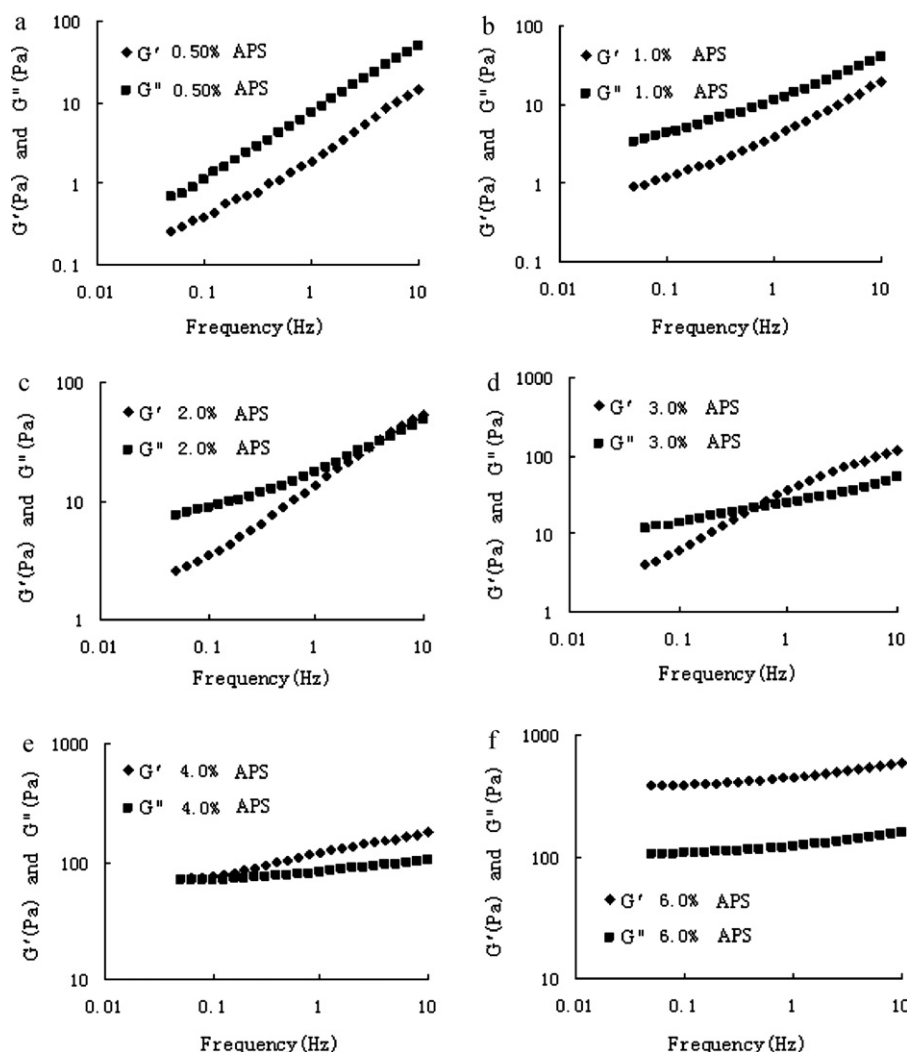 a
G'(Pa) and G"(Pa)
100
10
1
0.1
G' 0.50% APS
G" 0.50% APS
0.01 0.1 1 10
Frequency(Hz)
b
G'(Pa) and G"(Pa)
100
10
1
0.1
G' 1.0% APS
G" 1.0% APS
0.01 0.1 1 10
Frequency(Hz)
c
G'(Pa) and G"(Pa)
100
10
1
G' 2.0% APS
G" 2.0% APS
0.01 0.1 1 10
Frequency(Hz)
d
G'(Pa) and G"(Pa)
1000
100
10
1
G' 3.0% APS
G" 3.0% APS
0.01 0.1 1 10
Frequency(Hz)
e
G'(Pa) and G"(Pa)
1000
100
10
G' 4.0% APS
G" 4.0% APS
0.01 0.1 1 10
Frequency(Hz)
f
G'(Pa) and G"(Pa)
1000
100
10
G' 6.0% APS
G" 6.0% APS
0.01 0.1 1 10
Frequency(Hz)